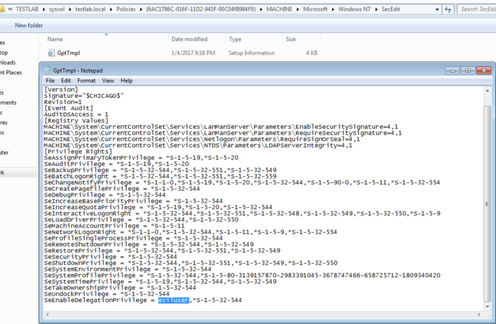 TESTLAB ▸ sysvol ▸ testlab.local ▸ Policies ▸ {6AC1786C-016F-11D2-945F-00C04fB984F9} ▸ MACHINE ▸ Microsoft ▸ Windows NT ▸ SecEdit
Search SecEdit
New folder
Name Date modified Type Size
GptTmpl 1/4/2017 9:18 PM Setup Information 4 KB
GptTmpl - Notepad
File Edit Format View Help
[Version]
signature="$CHICAGO$"
Revision=1
[Event Audit]
AuditDSAccess = 1
[Registry Values]
MACHINE\System\CurrentControlSet\Services\LanManServer\Parameters\EnableSecuritySignature=4,1
MACHINE\System\CurrentControlSet\Services\LanManServer\Parameters\RequireSecuritySignature=4,1
MACHINE\System\CurrentControlSet\Services\Netlogon\Parameters\RequireSignOrSeal=4,1
MACHINE\System\CurrentControlSet\Services\NTDS\Parameters\LDAPServerIntegrity=4,1
[Privilege Rights]
SeAssignPrimaryTokenPrivilege = *S-1-5-19,*S-1-5-20
SeAuditPrivilege = *S-1-5-19,*S-1-5-20
SeBackupPrivilege = *S-1-5-32-544,*S-1-5-32-551,*S-1-5-32-549
SeBatchLogonRight = *S-1-5-32-544,*S-1-5-32-551,*S-1-5-32-559
SeChangeNotifyPrivilege = *S-1-1-0,*S-1-5-19,*S-1-5-20,*S-1-5-32-544,*S-1-5-90-0,*S-1-5-11,*S-1-5-32-554
SeCreatePagefilePrivilege = *S-1-5-32-544
SeDebugPrivilege = *S-1-5-32-544
SeIncreaseBasePriorityPrivilege = *S-1-5-32-544
SeIncreaseQuotaPrivilege = *S-1-5-19,*S-1-5-20,*S-1-5-32-544
SeInteractiveLogonRight = *S-1-5-32-544,*S-1-5-32-551,*S-1-5-32-548,*S-1-5-32-549,*S-1-5-32-550,*S-1-5-9
SeLoadDriverPrivilege = *S-1-5-32-544,*S-1-5-32-550
SeMachineAccountPrivilege = *S-1-5-11
SeNetworkLogonRight = *S-1-1-0,*S-1-5-32-544,*S-1-5-11,*S-1-5-9,*S-1-5-32-554
SeProfileSingleProcessPrivilege = *S-1-5-32-544
SeRemoteShutdownPrivilege = *S-1-5-32-544,*S-1-5-32-549
SeRestorePrivilege = *S-1-5-32-544,*S-1-5-32-551,*S-1-5-32-549
SeSecurityPrivilege = *S-1-5-32-544
SeShutdownPrivilege = *S-1-5-32-544,*S-1-5-32-551,*S-1-5-32-549,*S-1-5-32-550
SeSystemEnvironmentPrivilege = *S-1-5-32-544
SeSystemProfilePrivilege = *S-1-5-32-544,*S-1-5-80-3139157870-2983391045-3678747466-658725712-1809340420
SeSystemTimePrivilege = *S-1-5-19,*S-1-5-32-544,*S-1-5-32-549
SeTakeOwnershipPrivilege = *S-1-5-32-544
SeUndockPrivilege = *S-1-5-32-544
SeEnableDelegationPrivilege = eviluser,*S-1-5-32-544